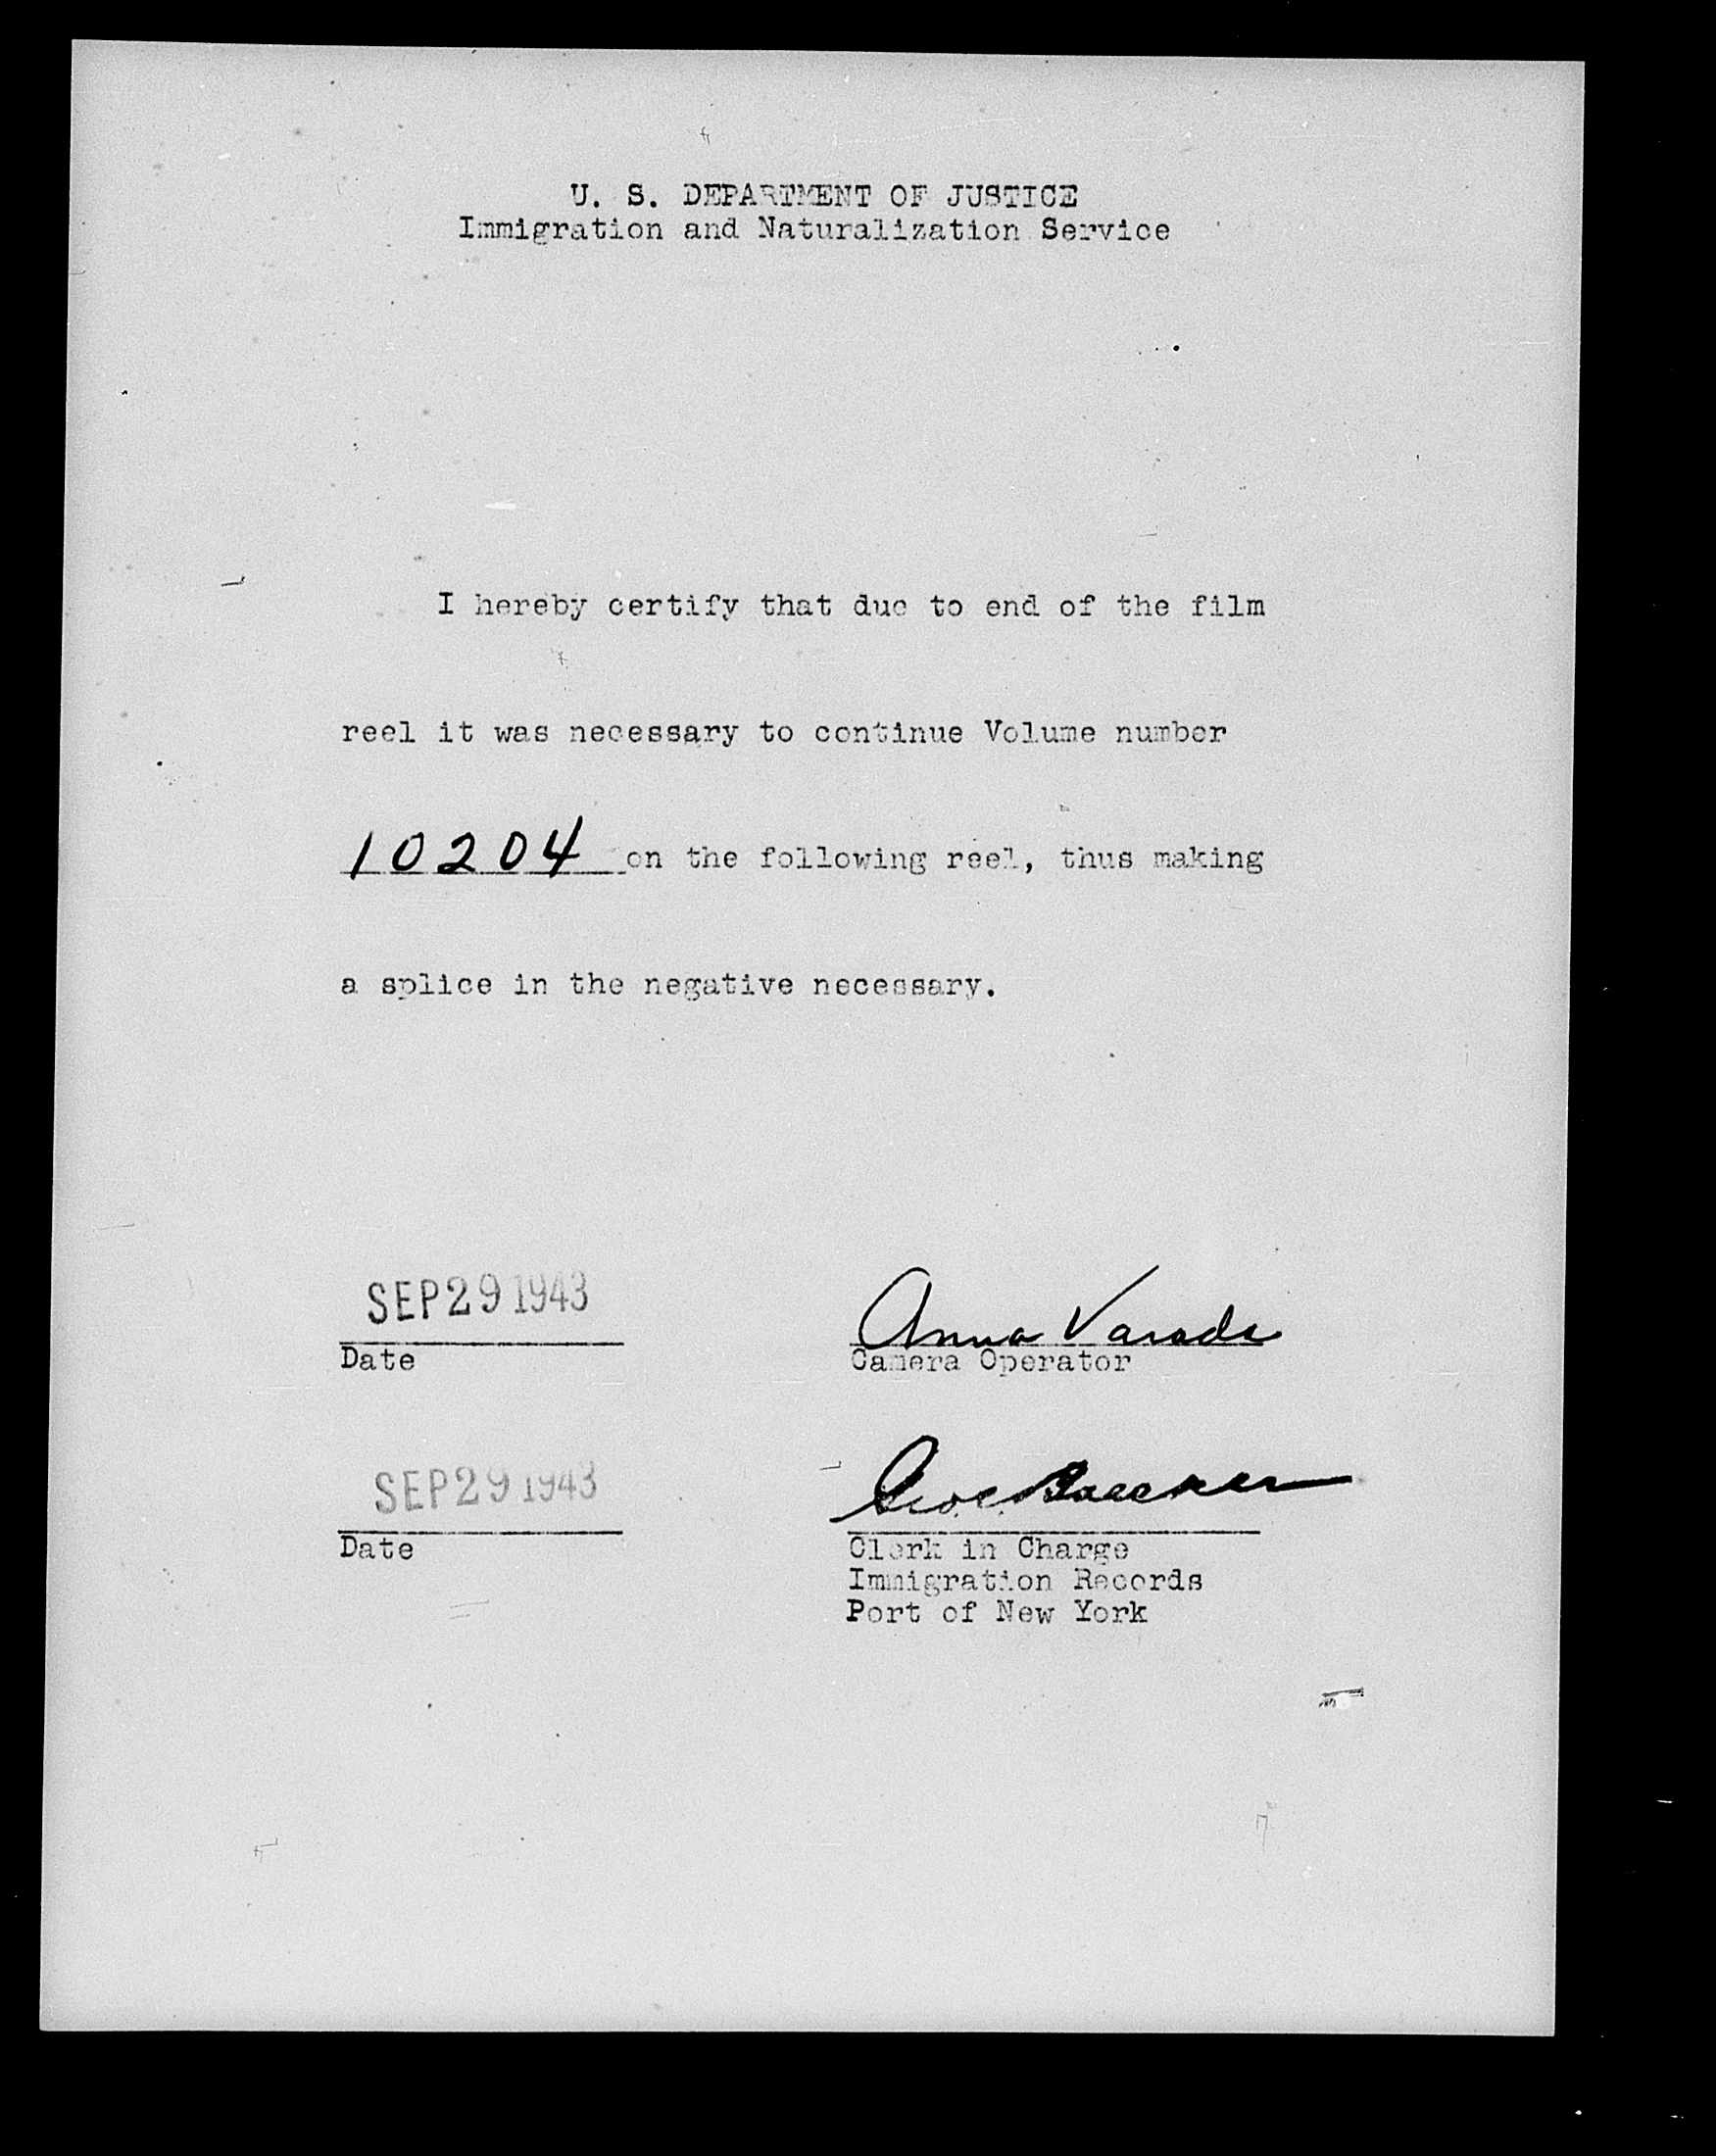 U. S. DEPARTMENT OF JUSTICE
Immigration and Naturalization Service
I hereby certify that due to end of the film
reel it was necessary to continue Volume number
10204 on the following reel, thus making
a splice in the negative necessary.
SEP 29 1943
Anna
Date
Camera Operator
SEP 29 1943
Date
Clerk in Charge
Immigration Records
Port of New York